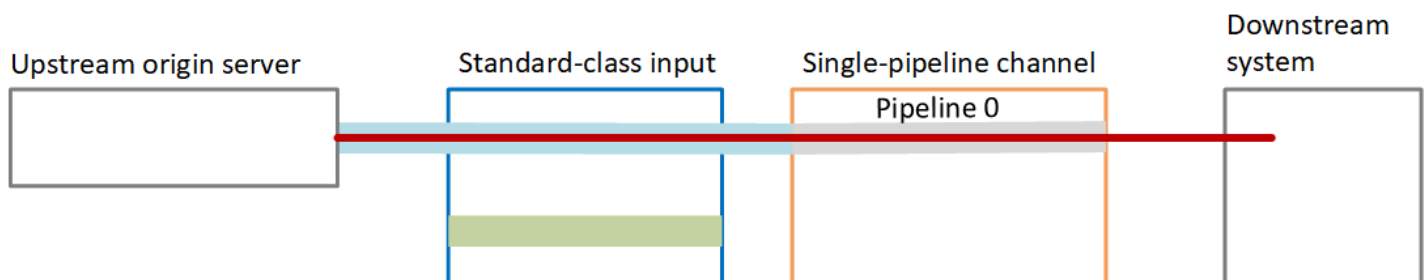 Upstream origin server
Standard-class input
Single-pipeline channel
Downstream
system
Pipeline 0